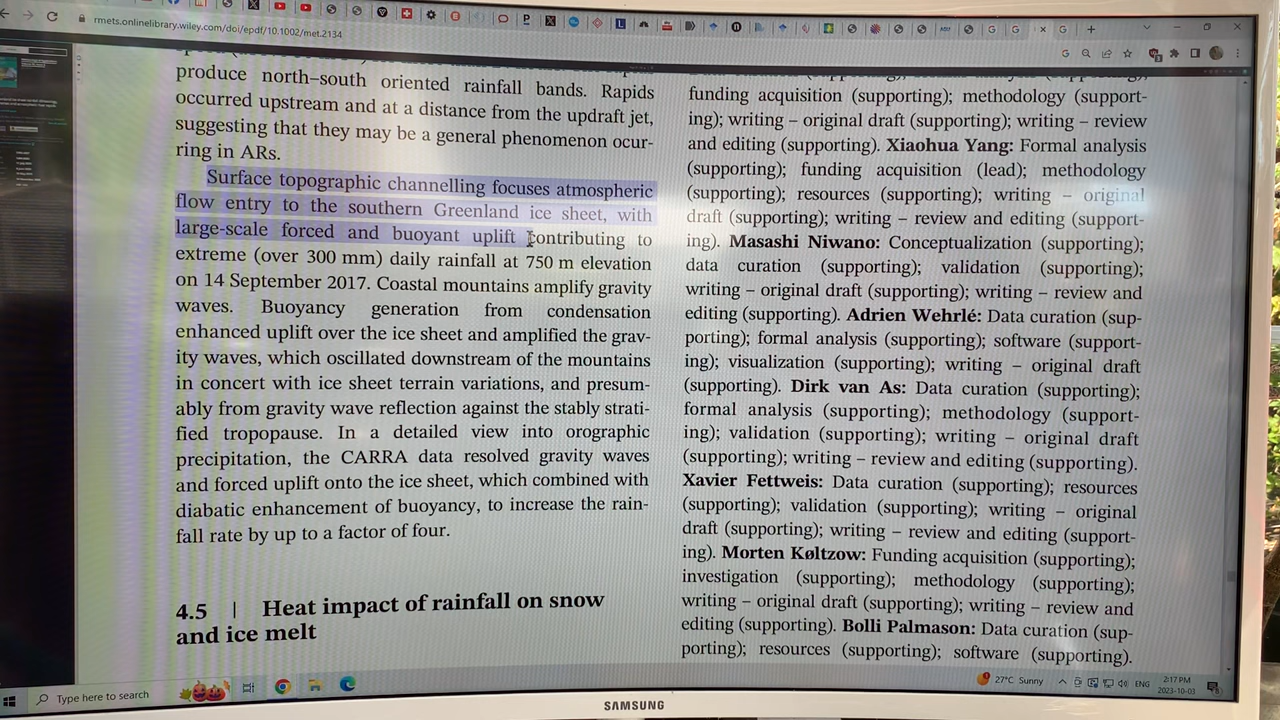 rmets.onlinelibrary.wiley.com/doi/epdf/10.1002/met.2134
produce north–south oriented rainfall bands. Rapids
occurred upstream and at a distance from the updraft jet,
suggesting that they may be a general phenomenon ocur-
ring in ARs.
Surface topographic channelling focuses atmospheric
flow entry to the southern Greenland ice sheet, with
large-scale forced and buoyant uplift contributing to
extreme (over 300 mm) daily rainfall at 750 m elevation
on 14 September 2017. Coastal mountains amplify gravity
waves. Buoyancy generation from condensation
enhanced uplift over the ice sheet and amplified the grav-
ity waves, which oscillated downstream of the mountains
in concert with ice sheet terrain variations, and presum-
ably from gravity wave reflection against the stably strati-
fied tropopause. In a detailed view into orographic
precipitation, the CARRA data resolved gravity waves
and forced uplift onto the ice sheet, which combined with
diabatic enhancement of buoyancy, to increase the rain-
fall rate by up to a factor of four.
4.5 | Heat impact of rainfall on snow
and ice melt
funding acquisition (supporting); methodology (support-
ing); writing – original draft (supporting); writing – review
and editing (supporting). Xiaohua Yang: Formal analysis
(supporting); funding acquisition (lead); methodology
(supporting); resources (supporting); writing – original
draft (supporting); writing – review and editing (support-
ing). Masashi Niwano: Conceptualization (supporting);
data curation (supporting); validation (supporting);
writing – original draft (supporting); writing – review and
editing (supporting). Adrien Wehrlé: Data curation (sup-
porting); formal analysis (supporting); software (support-
ing); visualization (supporting); writing – original draft
(supporting). Dirk van As: Data curation (supporting);
formal analysis (supporting); methodology (support-
ing); validation (supporting); writing – original draft
(supporting); writing – review and editing (supporting).
Xavier Fettweis: Data curation (supporting); resources
(supporting); validation (supporting); writing – original
draft (supporting); writing – review and editing (support-
ing). Morten Køltzow: Funding acquisition (supporting);
investigation (supporting); methodology (supporting);
writing – original draft (supporting); writing – review and
editing (supporting). Bolli Palmason: Data curation (sup-
porting); resources (supporting); software (supporting).
Type here to search
27°C Sunny
ENG
2:17 PM
2023-10-03
SAMSUNG